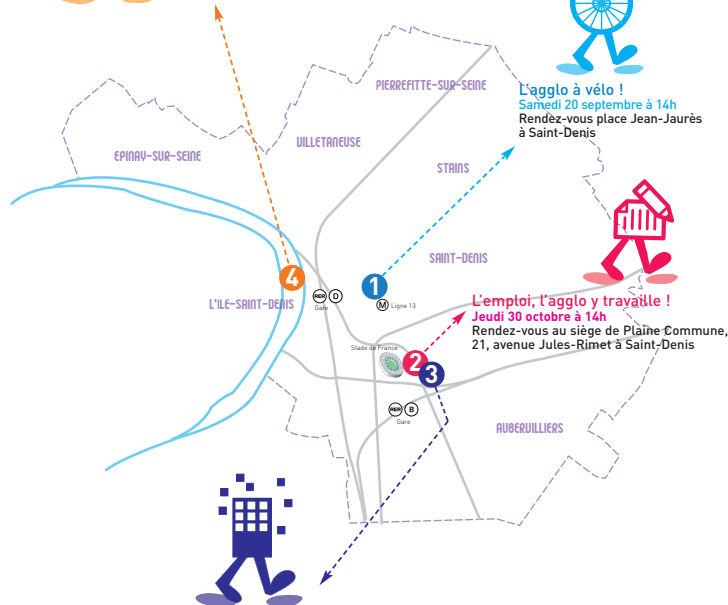 PIERREFITTE-SUR-SEINE
L'agglo à vélo !
Samedi 20 septembre à 14h
Rendez-vous place Jean-Jaurès
à Saint-Denis
VILLETANEUSE
EPINAY-SUR-SEINE
STAINS
SAINT-DENIS
4
1
L'ILE-SAINT-DENIS
RER D
Gare
M Ligne 13
L'emploi, l'agglo y travaille !
Jeudi 30 octobre à 14h
Rendez-vous au siège de Plaine Commune,
21, avenue Jules-Rimet à Saint-Denis
Stade de France
2
3
RER B
Gare
AUBERVILLIERS